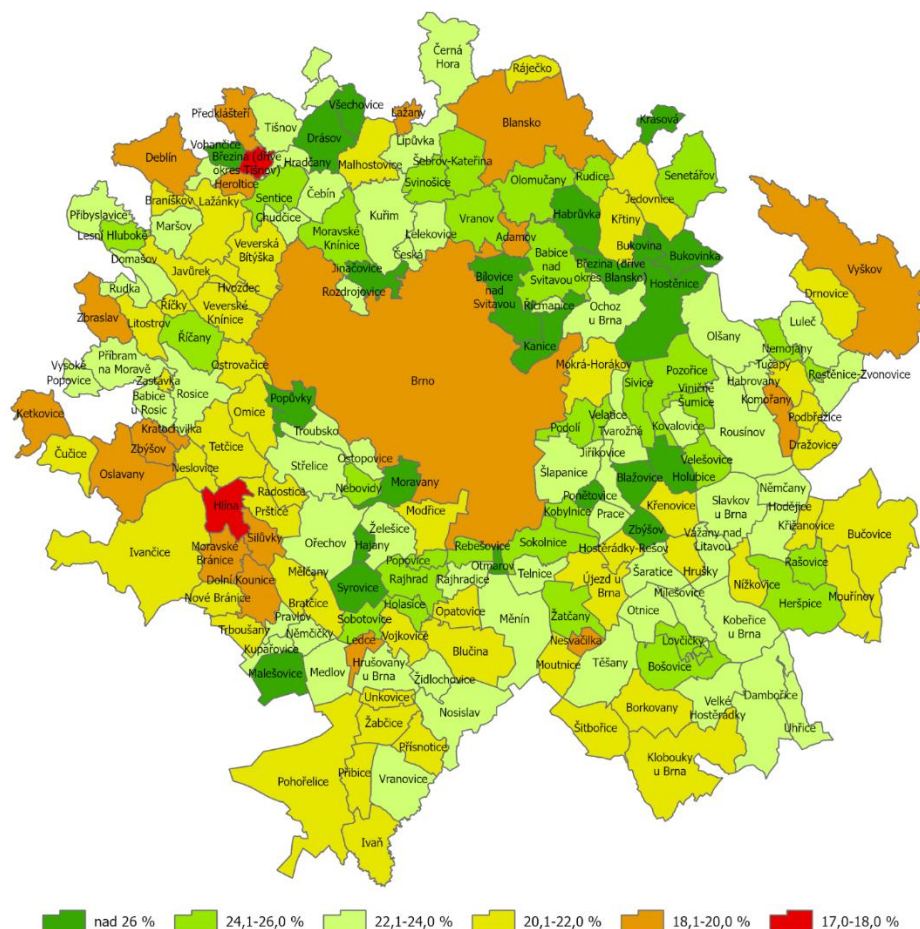 Černá
Hora
Ráječko
Předklášteří
Všechovice
Lažany
Blansko
Krasová
Tišnov
Drásov
Vohančice
Lipůvka
Deblín
Březina (dříve
okres Tišnov)
Hradčany
Malhostovice
Šebrov-Kateřina
Rudice
Senetářov
Heroltice
Olomučany
Braníškov
Lažánky
Sentice
Čebín
Svinošice
Jedovnice
Přibyslavice
Chudčice
Kuřim
Habrůvka
Křtiny
Maršov
Vranov
Lesní Hluboké
Moravské
Knínice
Lelekovice
Adamov
Veverská
Bítýška
Česká
Babice
nad
Svitavou
Bukovina
Bukovinka
Domašov
Javůrek
Jinačovice
Bílovice
nad
Svitavou
Březina (dříve
okres Blansko)
Vyškov
Rudka
Hvozdec
Rozdrojovice
Hostěnice
Drnovice
Zbraslav
Říčky
Veverské
Knínice
Řícmanice
Ochoz
u Brna
Litostrov
Luleč
Říčany
Kanice
Olšany
Nemojany
Vysoké
Popovice
Příbram
na Moravě
Ostrovačice
Mokrá-Horákov
Pozořice
Tučapy
Rostěnice-Zvonovice
Zastávka
Brno
Sivice
Habrovany
Babice
u Rosic
Rosice
Popůvky
Viničné
Šumice
Komořany
Ketkovice
Omice
Velatice
Podbřežice
Kratochvilka
Troubsko
Podolí
Tvarožná
Kovalovice
Rousínov
Zbýšov
Tetčice
Dražovice
Čučice
Ostopovice
Jiříkovice
Velešovice
Oslavany
Neslovice
Střelice
Šlapanice
Blažovice
Holubice
Němčany
Radostice
Nebovidy
Moravany
Ponětovice
Slavkov
u Brna
Hodějice
Hlína
Prštice
Modřice
Kobylnice
Prace
Křenovice
Křižanovice
Bučovice
Želešice
Zbýšov
Vážany nad
Litavou
Ivančice
Silůvky
Ořechov
Rebešovice
Sokolnice
Hostěrádky-Rešov
Moravské
Bránice
Hajany
Popovice
Otmarov
Hrušky
Rašovice
Dolní Kounice
Mělčany
Rajhrad
Rajhradice
Telnice
Újezd u
Brna
Šaratice
Nížkovice
Mouřínov
Nové Bránice
Syrovice
Milešovice
Heršpice
Bratčice
Holasice
Opatovice
Pravlov
Sobotovice
Měnín
Žatčany
Otnice
Kobeřice
u Brna
Trboušany
Němčičky
Vojkovice
Lovčičky
Kupařovice
Ledce
Nesvačilka
Malešovice
Medlov
Hrušovany
u Brna
Blučina
Moutnice
Těšany
Bošovice
Židlochovice
Dambořice
Unkovice
Velké
Hostěrádky
Žabčice
Nosislav
Borkovany
Šitbořice
Uhřice
Přísnotice
Klobouky
u Brna
Pohořelice
Přibice
Vranovice
Ivaň
nad 26 % 24,1-26,0 % 22,1-24,0 % 20,1-22,0 % 18,1-20,0 % 17,0-18,0 %